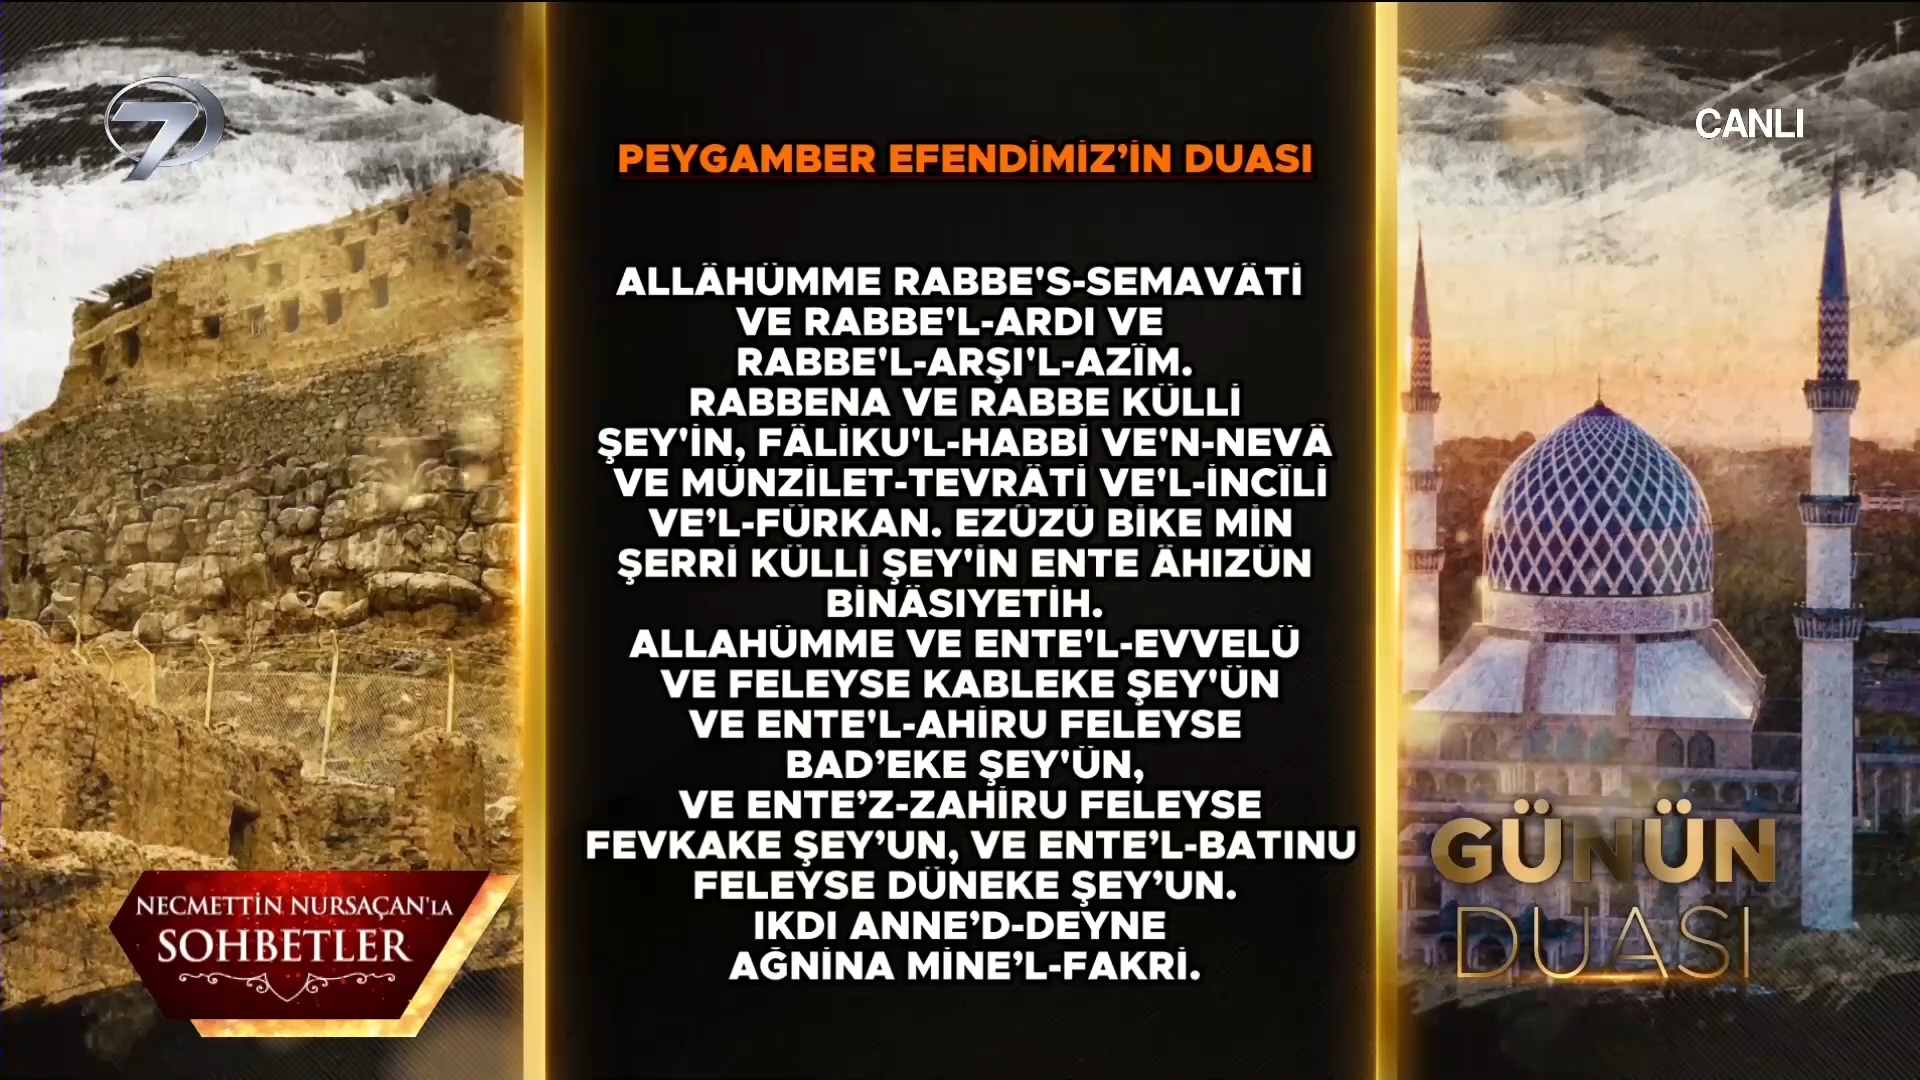 7
CANLI
PEYGAMBER EFENDİMİZ’İN DUASI
ALLÂHÜMME RABBE'S-SEMAVÂTİ
VE RABBE'L-ARDI VE
RABBE'L-ARŞI'L-AZÎM.
RABBENA VE RABBE KÜLLİ
ŞEY'İN, FÂLİKU'L-HABBİ VE'N-NEVÂ
VE MÜNZİLET-TEVRÂTİ VE'L-İNCÎLİ
VE’L-FÜRKAN. EZÛZÜ BİKE MİN
ŞERRİ KÜLLİ ŞEY'İN ENTE ÂHIZÜN
BİNÂSIYETİH.
ALLAHÜMME VE ENTE'L-EVVELÜ
VE FELEYSE KABLEKE ŞEY'ÜN
VE ENTE'L-AHİRU FELEYSE
BAD’EKE ŞEY'ÜN,
VE ENTE’Z-ZAHİRU FELEYSE
FEVKAKE ŞEY’UN, VE ENTE’L-BATINU
FELEYSE DÜNEKE ŞEY’UN.
IKDI ANNE’D-DEYNE
AĞNİNA MİNE’L-FAKRİ.
NECMETTİN NURSAÇAN'LA
SOHBETLER
GÜNÜN
DUASI